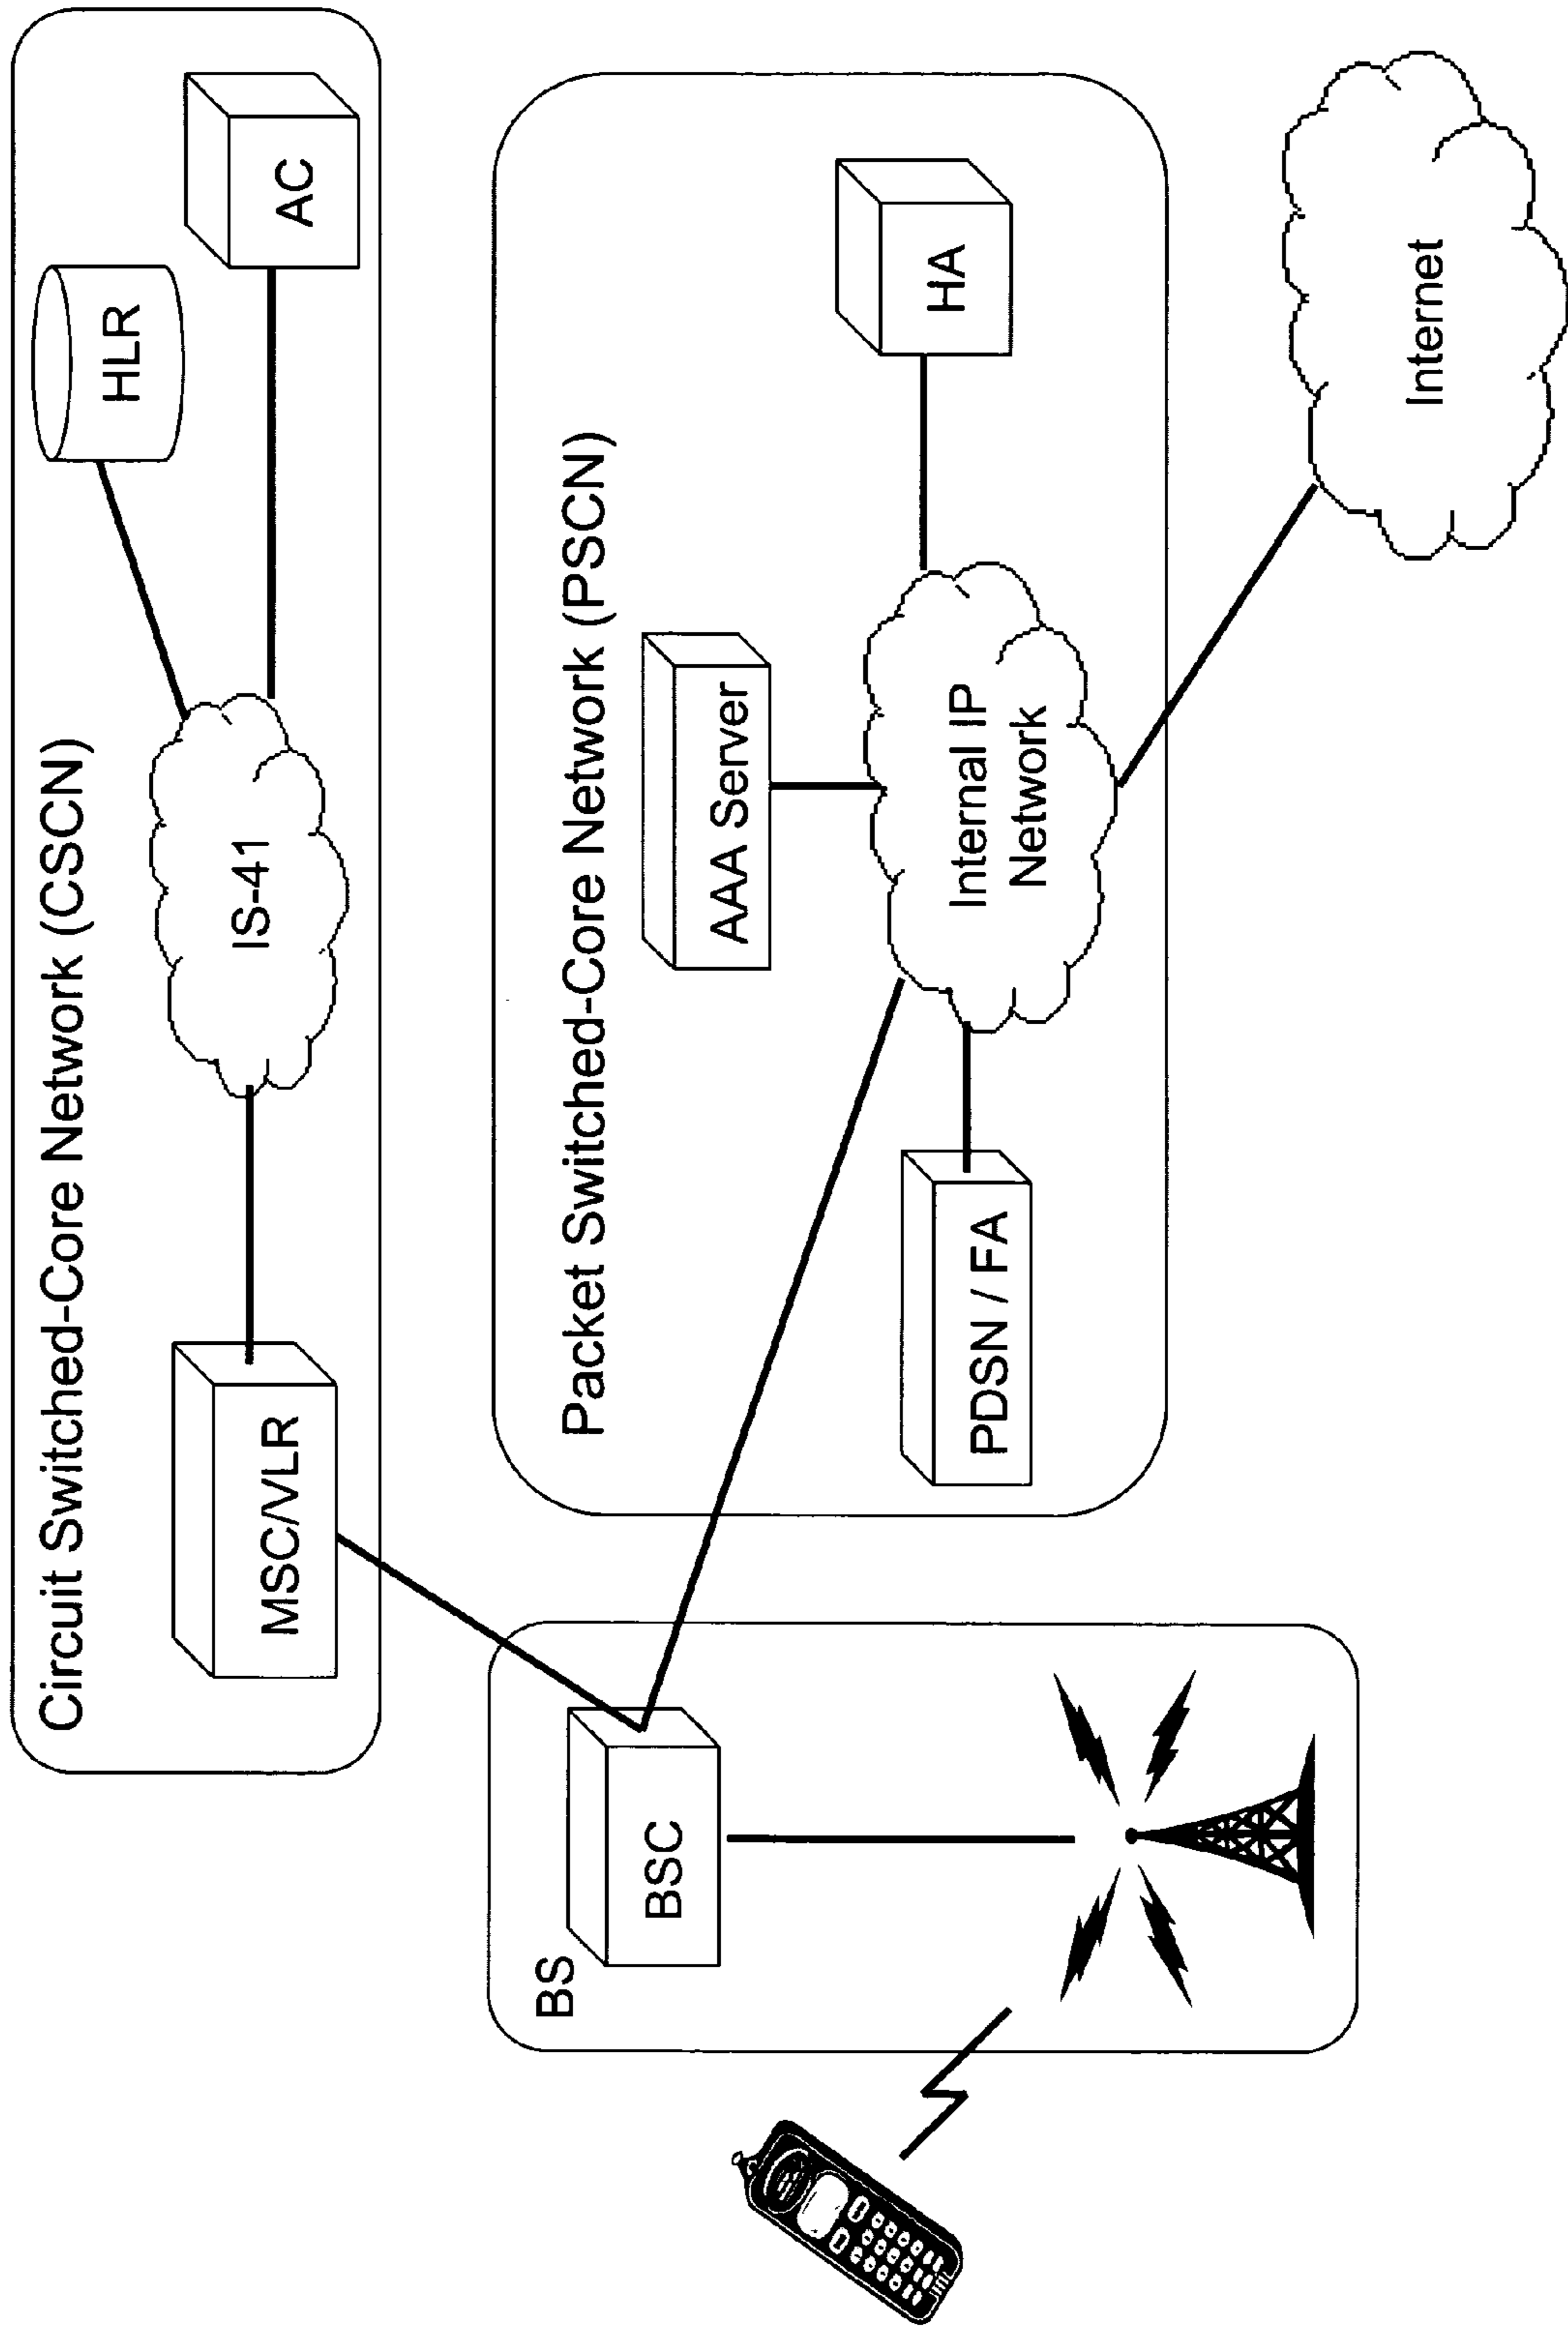 Circuit Switched-Core Network (CSCN)
HLR
MSC/VLR
IS-41
AC
BS
BSC
Packet Switched-Core Network (PSCN)
AAA Server
PDSN / FA
Internal IP
Network
HA
Internet